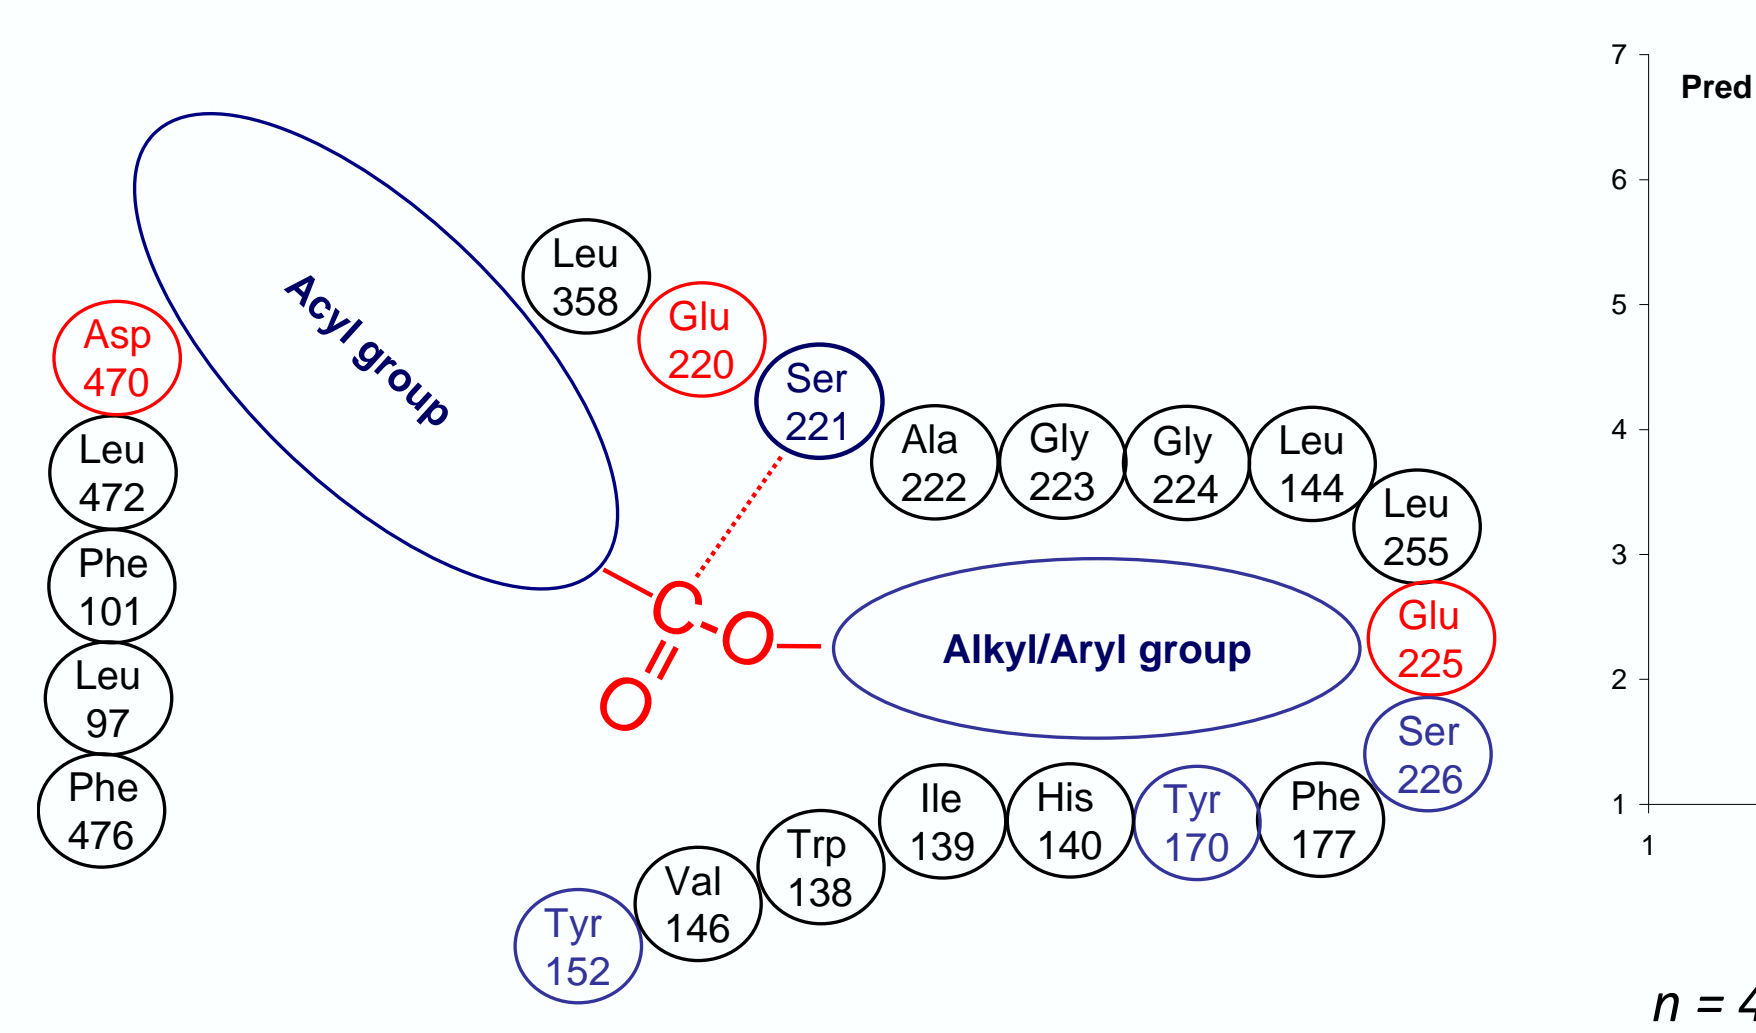 Leu
358
Glu
220
Ser
221
Ala
222
Gly
223
Gly
224
Leu
144
Leu
255
Glu
225
Ser
226
Phe
177
Tyr
170
His
140
Ile
139
Trp
138
Val
146
Tyr
152
Asp
470
Leu
472
Phe
101
Leu
97
Phe
476
Acyl group
C
O
O
Alkyl/Aryl group
7
Pred
6
5
4
3
2
1
1
n = 4